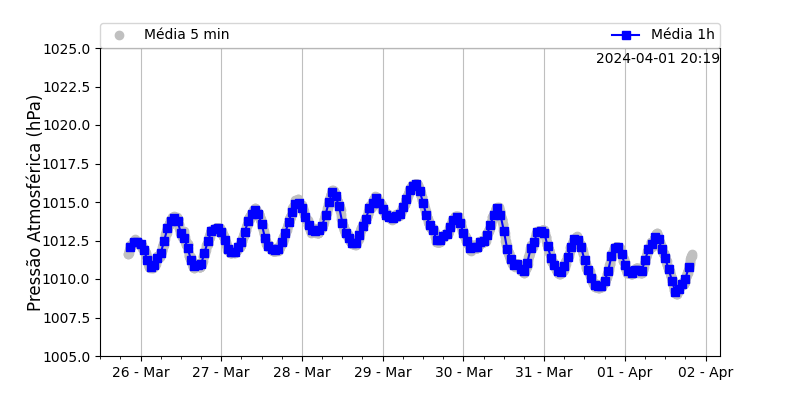 Média 5 min
Média 1h
2024-04-01 20:19
Pressão Atmosférica (hPa)
1025.0
1022.5
1020.0
1017.5
1015.0
1012.5
1010.0
1007.5
1005.0
26 - Mar
27 - Mar
28 - Mar
29 - Mar
30 - Mar
31 - Mar
01 - Apr
02 - Apr